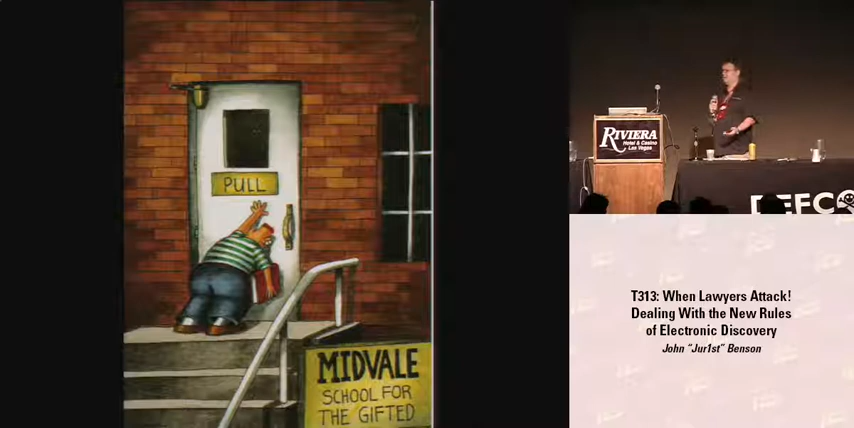 PULL
MIDVALE
SCHOOL FOR
THE GIFTED
RIVIERA
Hotel & Casino
Las Vegas
DEFCO
T313: When Lawyers Attack!
Dealing With the New Rules
of Electronic Discovery
John "Jur1st" Benson